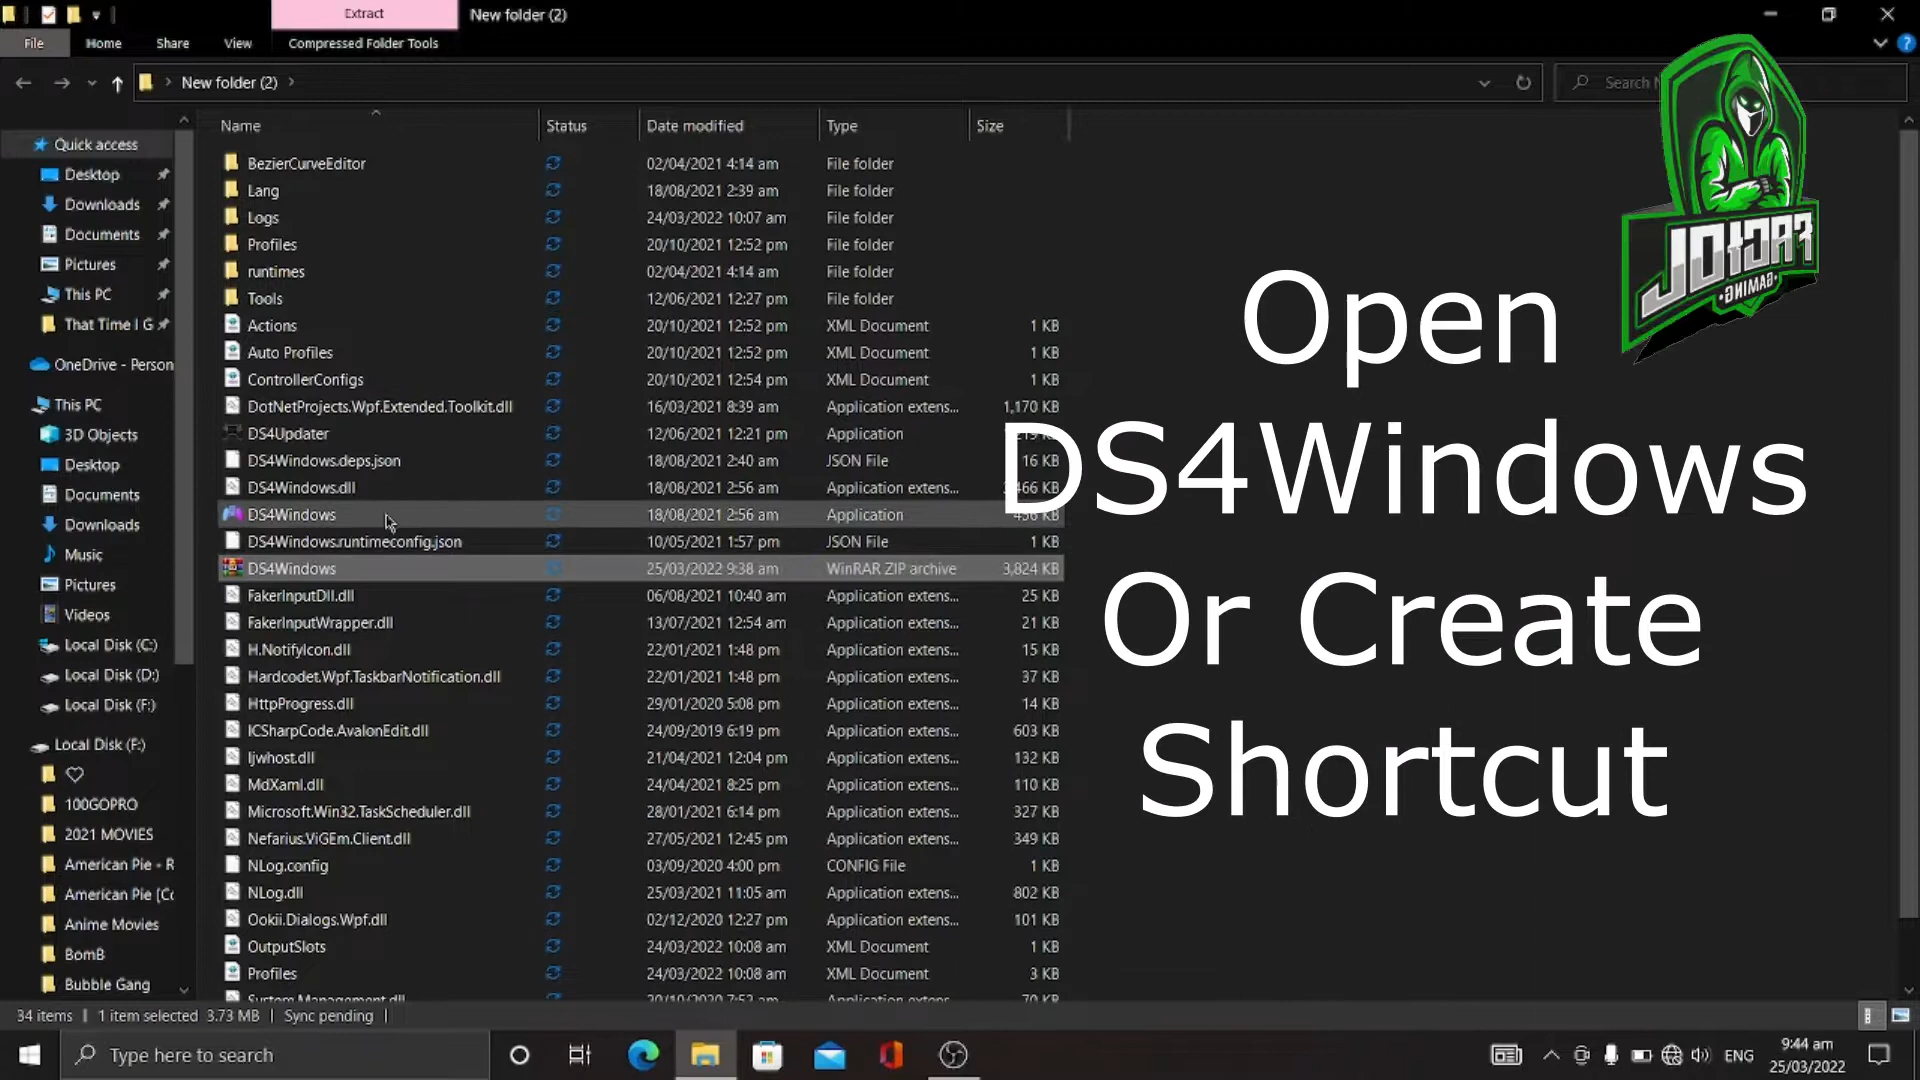 Extract
New folder (2)
File
Home
Share
View
Compressed Folder Tools
New folder (2)
Search
Name
Status
Date modified
Type
Size
Quick access
Desktop
Downloads
Documents
Pictures
This PC
That Time I G
OneDrive - Person
This PC
3D Objects
Desktop
Documents
Downloads
Music
Pictures
Videos
Local Disk (C:)
Local Disk (D:)
Local Disk (F:)
Local Disk (F:)
100GOPRO
2021 MOVIES
American Pie - R
American Pie [Co
Anime Movies
BomB
Bubble Gang
BezierCurveEditor 02/04/2021 4:14 am File folder
Lang 18/08/2021 2:39 am File folder
Logs 24/03/2022 10:07 am File folder
Profiles 20/10/2021 12:52 pm File folder
runtimes 02/04/2021 4:14 am File folder
Tools 12/06/2021 12:27 pm File folder
Actions 20/10/2021 12:52 pm XML Document 1 KB
Auto Profiles 20/10/2021 12:52 pm XML Document 1 KB
ControllerConfigs 20/10/2021 12:54 pm XML Document 1 KB
DotNetProjects.Wpf.Extended.Toolkit.dll 16/03/2021 8:39 am Application extens... 1,170 KB
DS4Updater 12/06/2021 12:21 pm Application KB
DS4Windows.deps.json 18/08/2021 2:40 am JSON File 16 KB
DS4Windows.dll 18/08/2021 2:56 am Application extens... 466 KB
DS4Windows 18/08/2021 2:56 am Application KB
DS4Windows.runtimeconfig.json 10/05/2021 1:57 pm JSON File 1 KB
DS4Windows 25/03/2022 9:38 am WinRAR ZIP archive 3,824 KB
FakerInputDll.dll 06/08/2021 10:40 am Application extens... 25 KB
FakerInputWrapper.dll 13/07/2021 12:54 am Application extens... 21 KB
H.NotifyIcon.dll 22/01/2021 1:48 pm Application extens... 15 KB
Hardcodet.Wpf.TaskbarNotification.dll 22/01/2021 1:48 pm Application extens... 37 KB
HttpProgress.dll 29/01/2020 5:08 pm Application extens... 14 KB
ICSharpCode.AvalonEdit.dll 24/09/2019 6:19 pm Application extens... 603 KB
Ijwhost.dll 21/04/2021 12:04 pm Application extens... 132 KB
MdXaml.dll 24/04/2021 8:25 pm Application extens... 110 KB
Microsoft.Win32.TaskScheduler.dll 28/01/2021 6:14 pm Application extens... 327 KB
Nefarius.ViGEm.Client.dll 27/05/2021 12:45 pm Application extens... 349 KB
NLog.config 03/09/2020 4:00 pm CONFIG File 1 KB
NLog.dll 25/03/2021 11:05 am Application extens... 802 KB
Ookii.Dialogs.Wpf.dll 02/12/2020 12:27 pm Application extens... 101 KB
OutputSlots 24/03/2022 10:08 am XML Document 1 KB
Profiles 24/03/2022 10:08 am XML Document 3 KB
System.Management.dll 20/10/2020 7:53 am Application extens... 70 KB
Open
DS4Windows
Or Create
Shortcut
FACTOL
GAMING
34 items
1 item selected 3.73 MB
Sync pending
Type here to search
ENG
9:44 am
25/03/2022